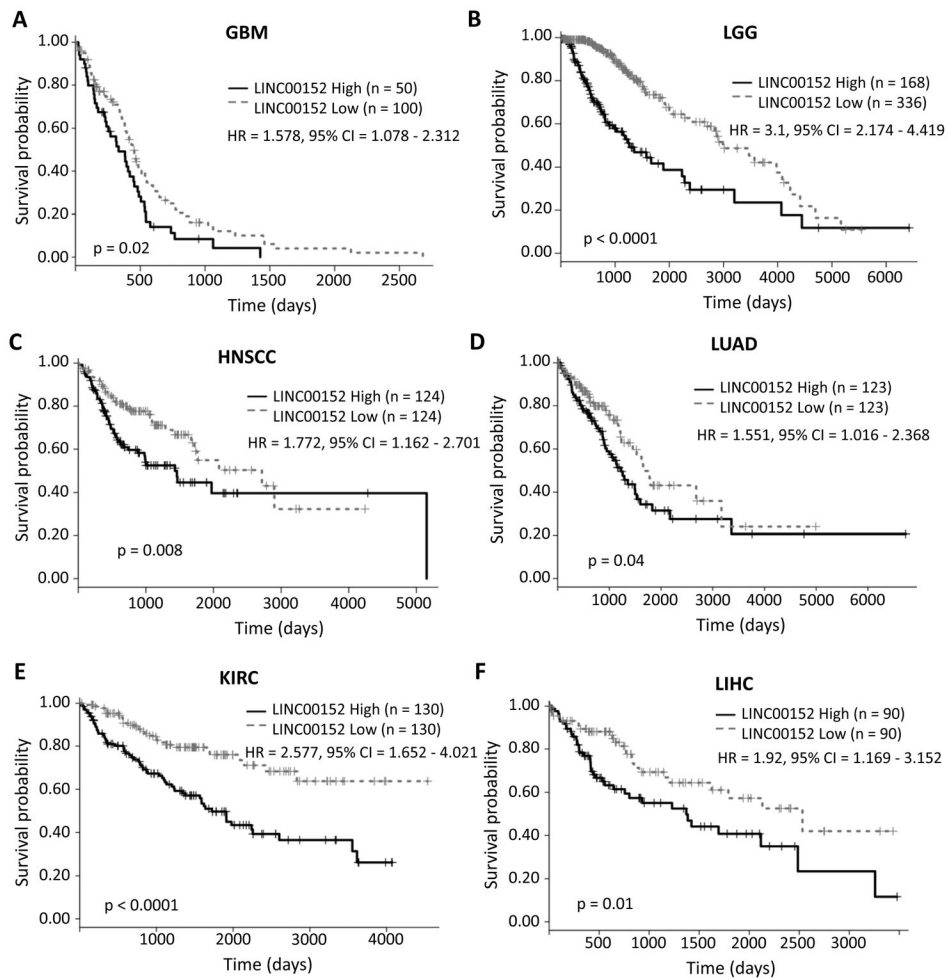 A
GBM
Survival probability
1.00
0.80
0.60
0.40
0.20
0.00
LINC00152 High (n = 50)
LINC00152 Low (n = 100)
HR = 1.578, 95% CI = 1.078 - 2.312
p = 0.02
500 1000 1500 2000 2500
Time (days)
B
LGG
Survival probability
1.00
0.80
0.60
0.40
0.20
0.00
LINC00152 High (n = 168)
LINC00152 Low (n = 336)
HR = 3.1, 95% CI = 2.174 - 4.419
p < 0.0001
1000 2000 3000 4000 5000 6000
Time (days)
C
HNSCC
Survival probability
1.00
0.80
0.60
0.40
0.20
0.00
LINC00152 High (n = 124)
LINC00152 Low (n = 124)
HR = 1.772, 95% CI = 1.162 - 2.701
p = 0.008
1000 2000 3000 4000 5000
Time (days)
D
LUAD
Survival probability
1.00
0.80
0.60
0.40
0.20
0.00
LINC00152 High (n = 123)
LINC00152 Low (n = 123)
HR = 1.551, 95% CI = 1.016 - 2.368
p = 0.04
1000 2000 3000 4000 5000 6000
Time (days)
E
KIRC
Survival probability
1.00
0.80
0.60
0.40
0.20
0.00
LINC00152 High (n = 130)
LINC00152 Low (n = 130)
HR = 2.577, 95% CI = 1.652 - 4.021
p < 0.0001
1000 2000 3000 4000
Time (days)
F
LIHC
Survival probability
1.00
0.80
0.60
0.40
0.20
0.00
LINC00152 High (n = 90)
LINC00152 Low (n = 90)
HR = 1.92, 95% CI = 1.169 - 3.152
p = 0.01
500 1000 1500 2000 2500 3000
Time (days)